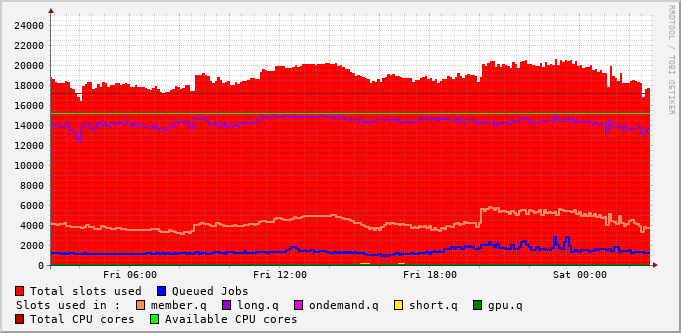 RRDTOOL / TOBI OETIKER
24000
22000
20000
18000
16000
14000
12000
10000
8000
6000
4000
2000
0
Fri 06:00 Fri 12:00 Fri 18:00 Sat 00:00
Total slots used Queued Jobs
Slots used in : member.q long.q ondemand.q short.q gpu.q
Total CPU cores Available CPU cores